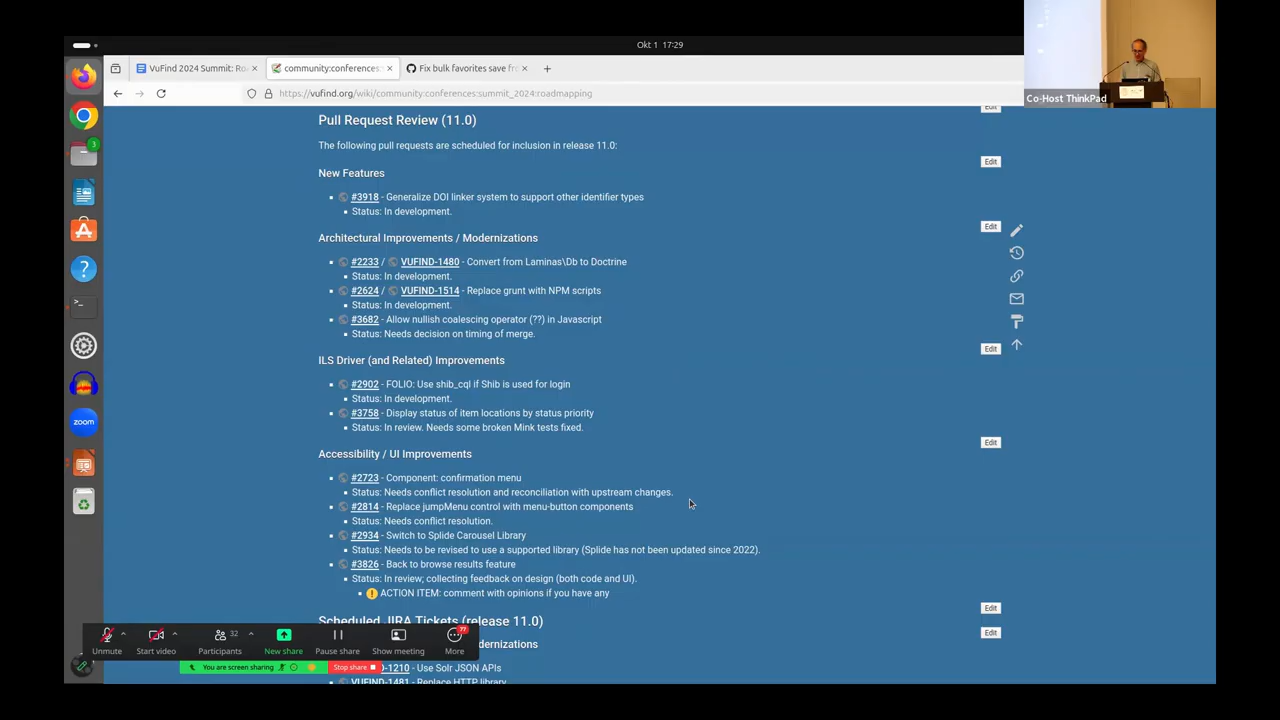 Okt 1 17:29
VuFind 2024 Summit: Ro
community:conferences:
Fix bulk favorites save fr
https://vufind.org/wiki/community:conferences:summit_2024:roadmapping
Co-Host ThinkPad
Edit
Pull Request Review (11.0)
The following pull requests are scheduled for inclusion in release 11.0:
Edit
New Features
#3918 - Generalize DOI linker system to support other identifier types
Status: In development.
Edit
Architectural Improvements / Modernizations
#2233 / VUFIND-1480 - Convert from Laminas\Db to Doctrine
Status: In development.
#2624 / VUFIND-1514 - Replace grunt with NPM scripts
Status: In development.
#3682 - Allow nullish coalescing operator (??) in Javascript
Status: Needs decision on timing of merge.
Edit
ILS Driver (and Related) Improvements
#2902 - FOLIO: Use shib_cql if Shib is used for login
Status: In development.
#3758 - Display status of item locations by status priority
Status: In review. Needs some broken Mink tests fixed.
Edit
Accessibility / UI Improvements
#2723 - Component: confirmation menu
Status: Needs conflict resolution and reconciliation with upstream changes.
#2814 - Replace jumpMenu control with menu-button components
Status: Needs conflict resolution.
#2934 - Switch to Splide Carousel Library
Status: Needs to be revised to use a supported library (Splide has not been updated since 2022).
#3826 - Back to browse results feature
Status: In review; collecting feedback on design (both code and UI).
ACTION ITEM: comment with opinions if you have any
Edit
Scheduled JIRA Tickets (release 11.0)
Edit
dernizations
D-1210 - Use Solr JSON APIs
VUFIND-1481 - Replace HTTP library
3
zoom
32
77
Unmute
Start video
Participants
New share
Pause share
Show meeting
More
You are screen sharing
Stop share